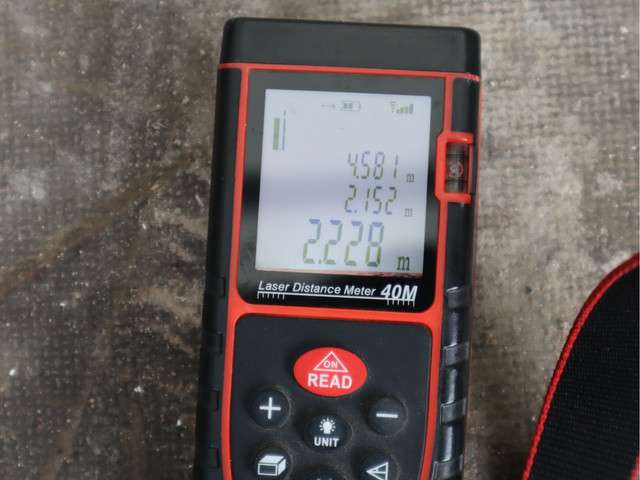 4.581 m
2.152 m
2.228 m
Laser Distance Meter 40M
ON
READ
UNIT